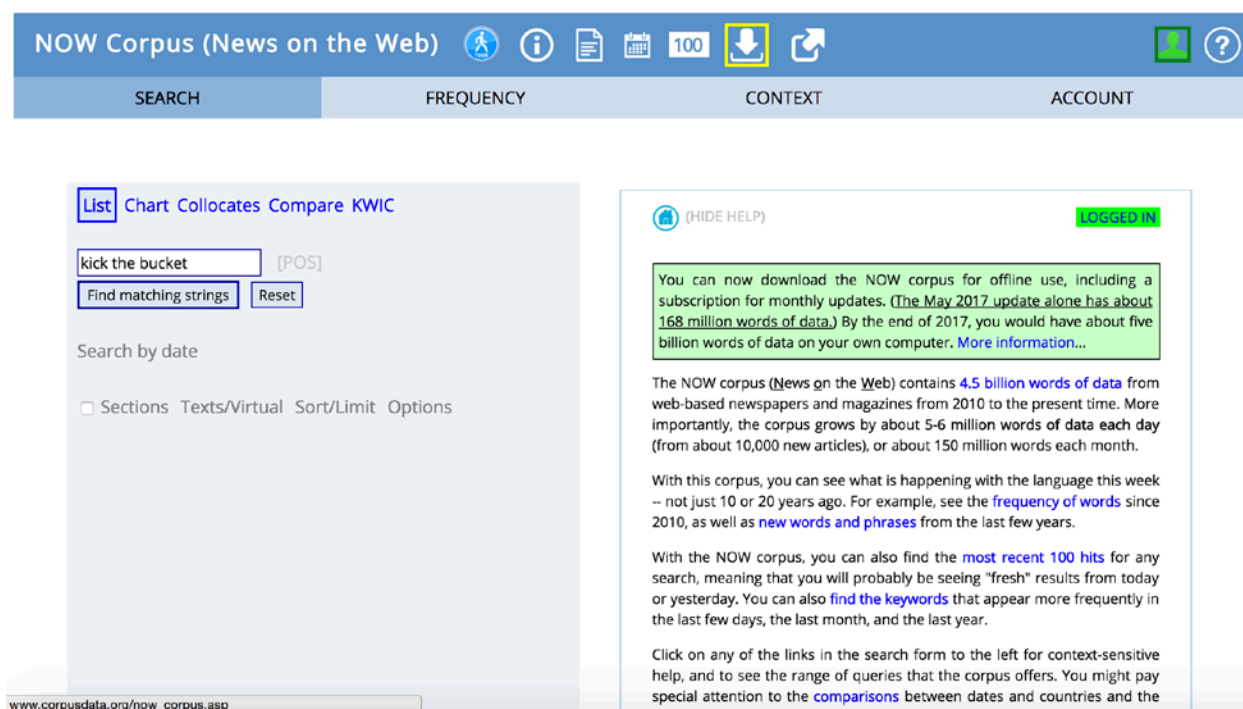 NOW Corpus (News on the Web)
100
SEARCH FREQUENCY CONTEXT ACCOUNT
List Chart Collocates Compare KWIC
kick the bucket [POS]
Find matching strings Reset
Search by date
Sections Texts/Virtual Sort/Limit Options
(HIDE HELP) LOGGED IN
You can now download the NOW corpus for offline use, including a
subscription for monthly updates. (The May 2017 update alone has about
168 million words of data.) By the end of 2017, you would have about five
billion words of data on your own computer. More information...
The NOW corpus (News on the Web) contains 4.5 billion words of data from
web-based newspapers and magazines from 2010 to the present time. More
importantly, the corpus grows by about 5-6 million words of data each day
(from about 10,000 new articles), or about 150 million words each month.
With this corpus, you can see what is happening with the language this week
-- not just 10 or 20 years ago. For example, see the frequency of words since
2010, as well as new words and phrases from the last few years.
With the NOW corpus, you can also find the most recent 100 hits for any
search, meaning that you will probably be seeing "fresh" results from today
or yesterday. You can also find the keywords that appear more frequently in
the last few days, the last month, and the last year.
Click on any of the links in the search form to the left for context-sensitive
help, and to see the range of queries that the corpus offers. You might pay
special attention to the comparisons between dates and countries and the
www.corpusdata.org/now_corpus.asp